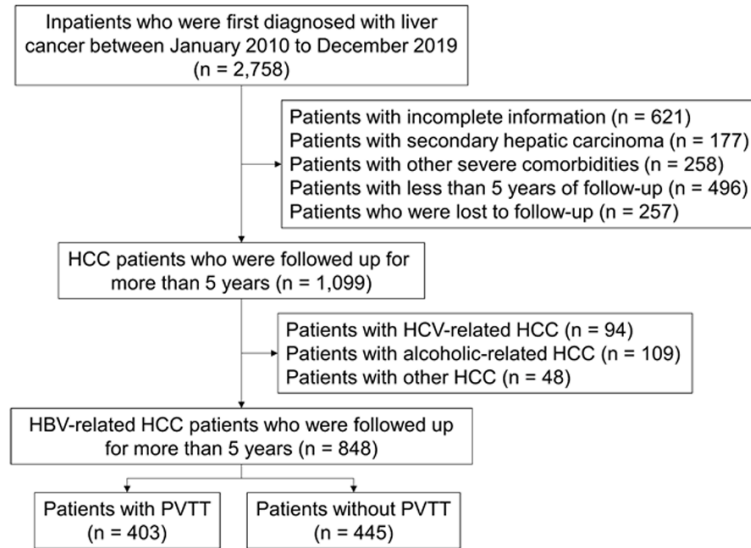 Inpatients who were first diagnosed with liver
cancer between January 2010 to December 2019
(n = 2,758)
Patients with incomplete information (n = 621)
Patients with secondary hepatic carcinoma (n = 177)
Patients with other severe comorbidities (n = 258)
Patients with less than 5 years of follow-up (n = 496)
Patients who were lost to follow-up (n = 257)
HCC patients who were followed up for
more than 5 years (n = 1,099)
Patients with HCV-related HCC (n = 94)
Patients with alcoholic-related HCC (n = 109)
Patients with other HCC (n = 48)
HBV-related HCC patients who were followed up
for more than 5 years (n = 848)
Patients with PVTT
(n = 403)
Patients without PVTT
(n = 445)